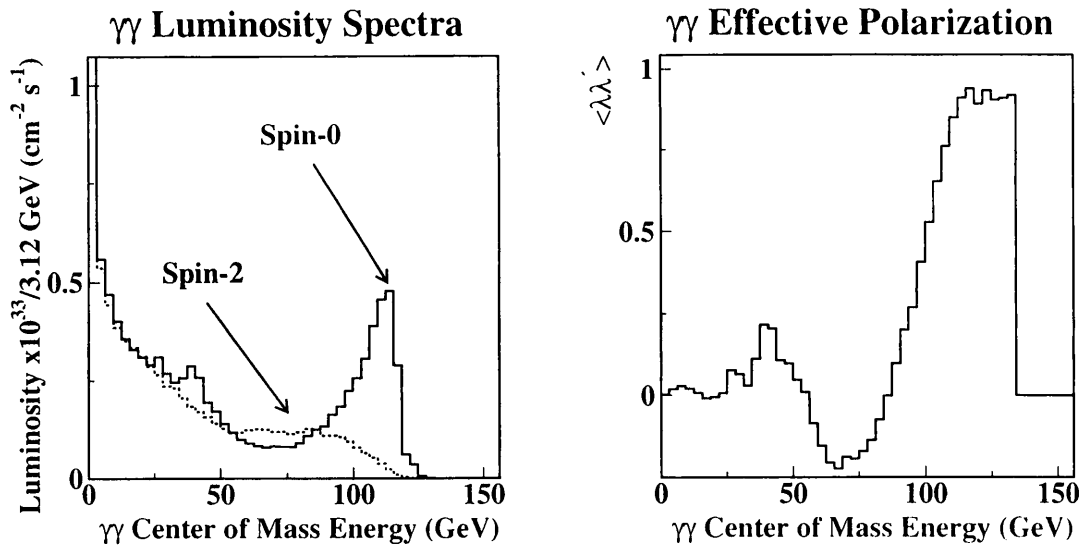 γγ Luminosity Spectra
Luminosity x10³³/3.12 GeV (cm⁻² s⁻¹)
1
0.5
0
Spin-0
Spin-2
0 50 100 150
γγ Center of Mass Energy (GeV)
γγ Effective Polarization
<λλ′>
1
0.5
0
0 50 100 150
γγ Center of Mass Energy (GeV)